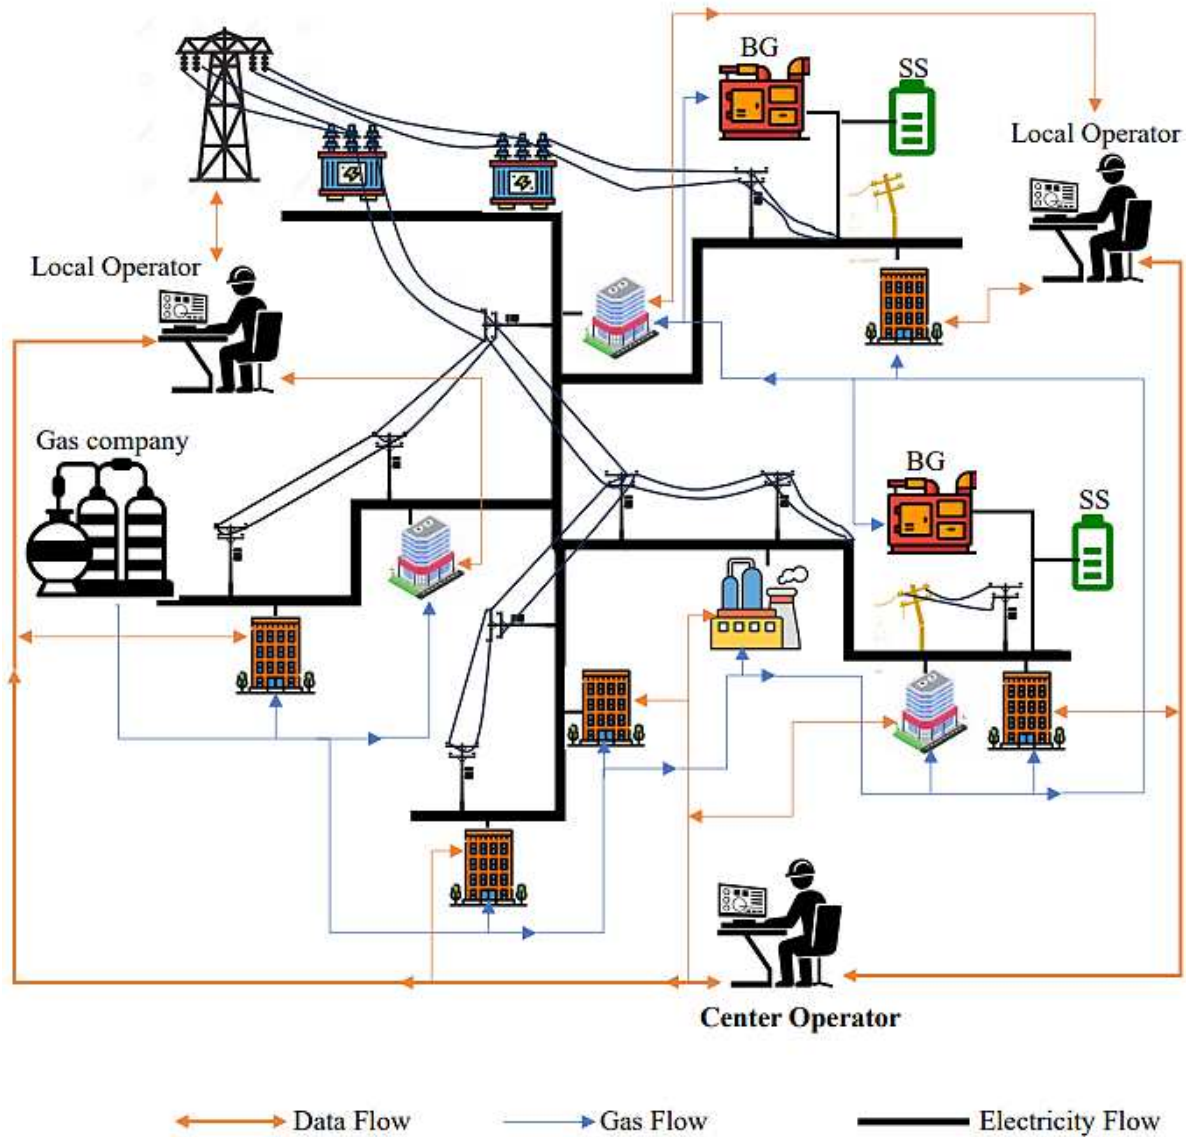 BG
SS
Local Operator
Local Operator
Gas company
BG
SS
Center Operator
Data Flow
Gas Flow
Electricity Flow